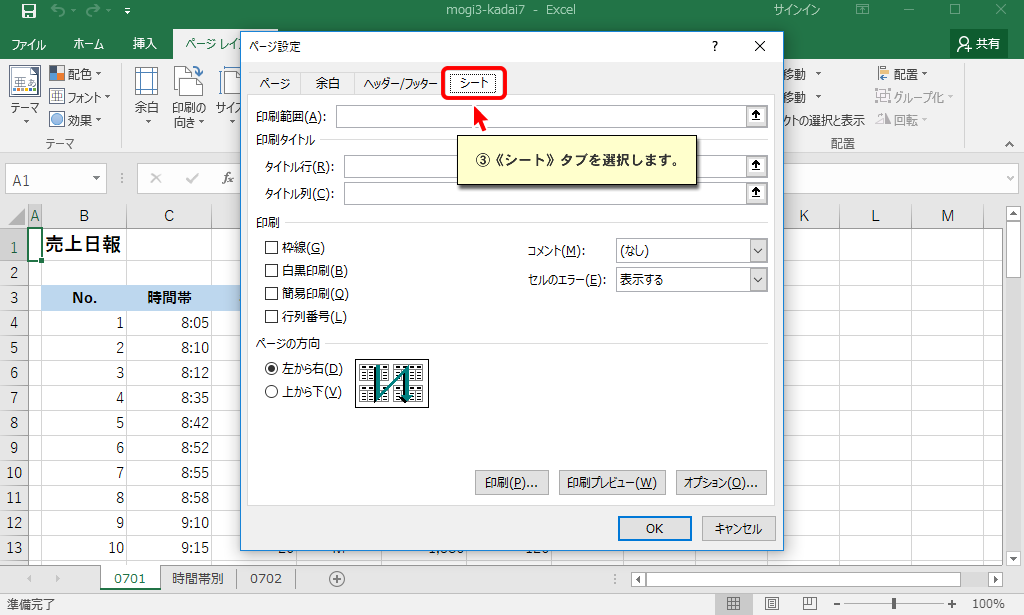 mogi3-kadai7 - Excel
サインイン
ファイル
ホーム
挿入
ページ レイ
共有
テーマ
配色
フォント
効果
テーマ
余白
印刷の向き
サイズ
移動
移動
クトの選択と表示
配置
グループ化
回転
配置
A1
fx
ページ設定
?
ページ
余白
ヘッダー/フッター
シート
③《シート》タブを選択します。
印刷範囲(A):
印刷タイトル
タイトル行(R):
タイトル列(C):
印刷
枠線(G)
白黒印刷(B)
簡易印刷(Q)
行列番号(L)
コメント(M):
(なし)
セルのエラー(E):
表示する
ページの方向
左から右(D)
上から下(V)
印刷(P)...
印刷プレビュー(W)
オプション(O)...
OK
キャンセル
A B C K L M
1 売上日報
2
3 No. 時間帯
4 1 8:05
5 2 8:10
6 3 8:12
7 4 8:35
8 5 8:42
9 6 8:52
10 7 8:55
11 8 8:58
12 9 9:10
13 10 9:15
0701
時間帯別
0702
準備完了
100%